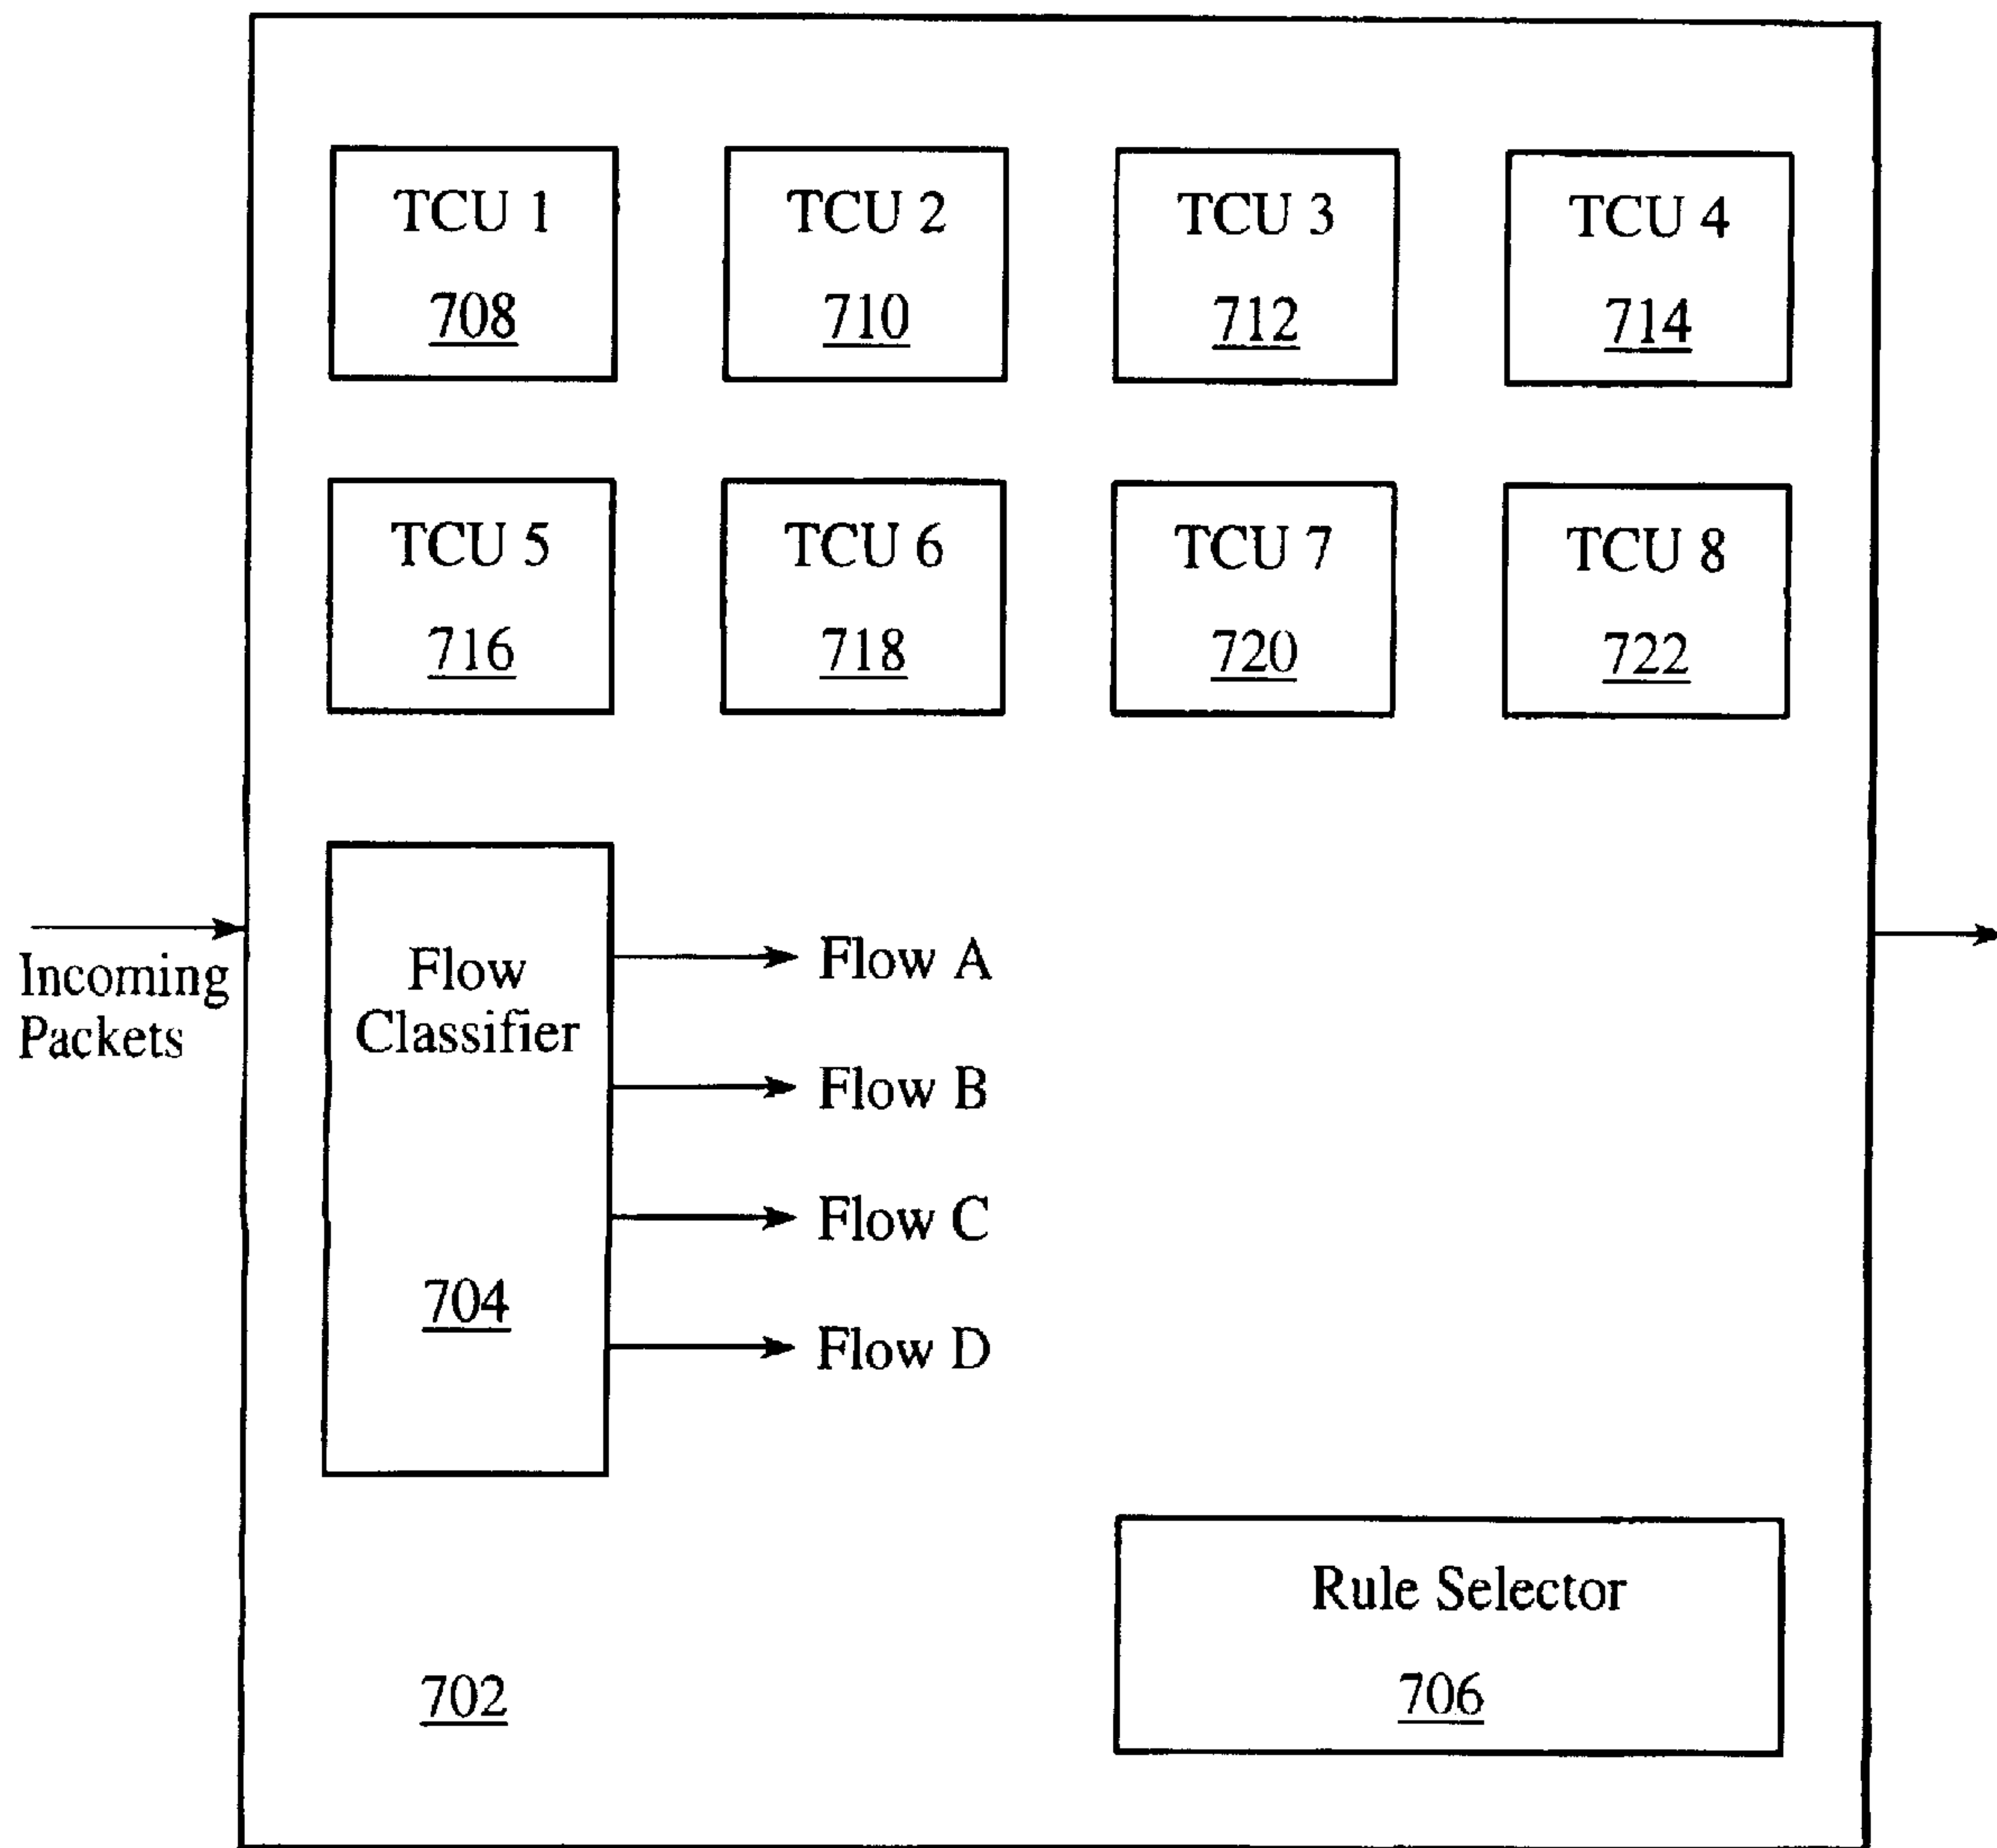 TCU 1
708
TCU 2
710
TCU 3
712
TCU 4
714
TCU 5
716
TCU 6
718
TCU 7
720
TCU 8
722
Incoming
Packets
Flow
Classifier
704
Flow A
Flow B
Flow C
Flow D
Rule Selector
706
702